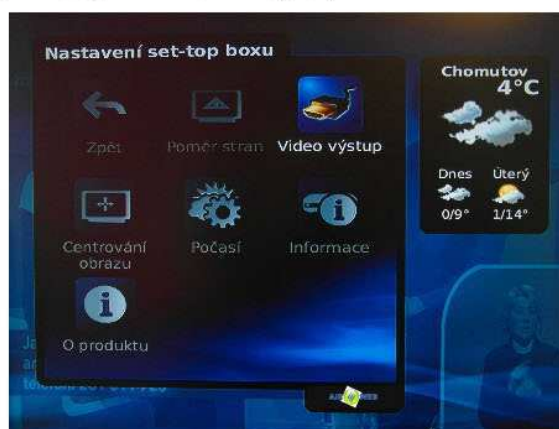 Nastavení set-top boxu
Zpět
Poměr stran
Video výstup
Centrování
obrazu
Počasí
Informace
O produktu
Chomutov
4°C
Dnes
Úterý
0/9°
1/14°